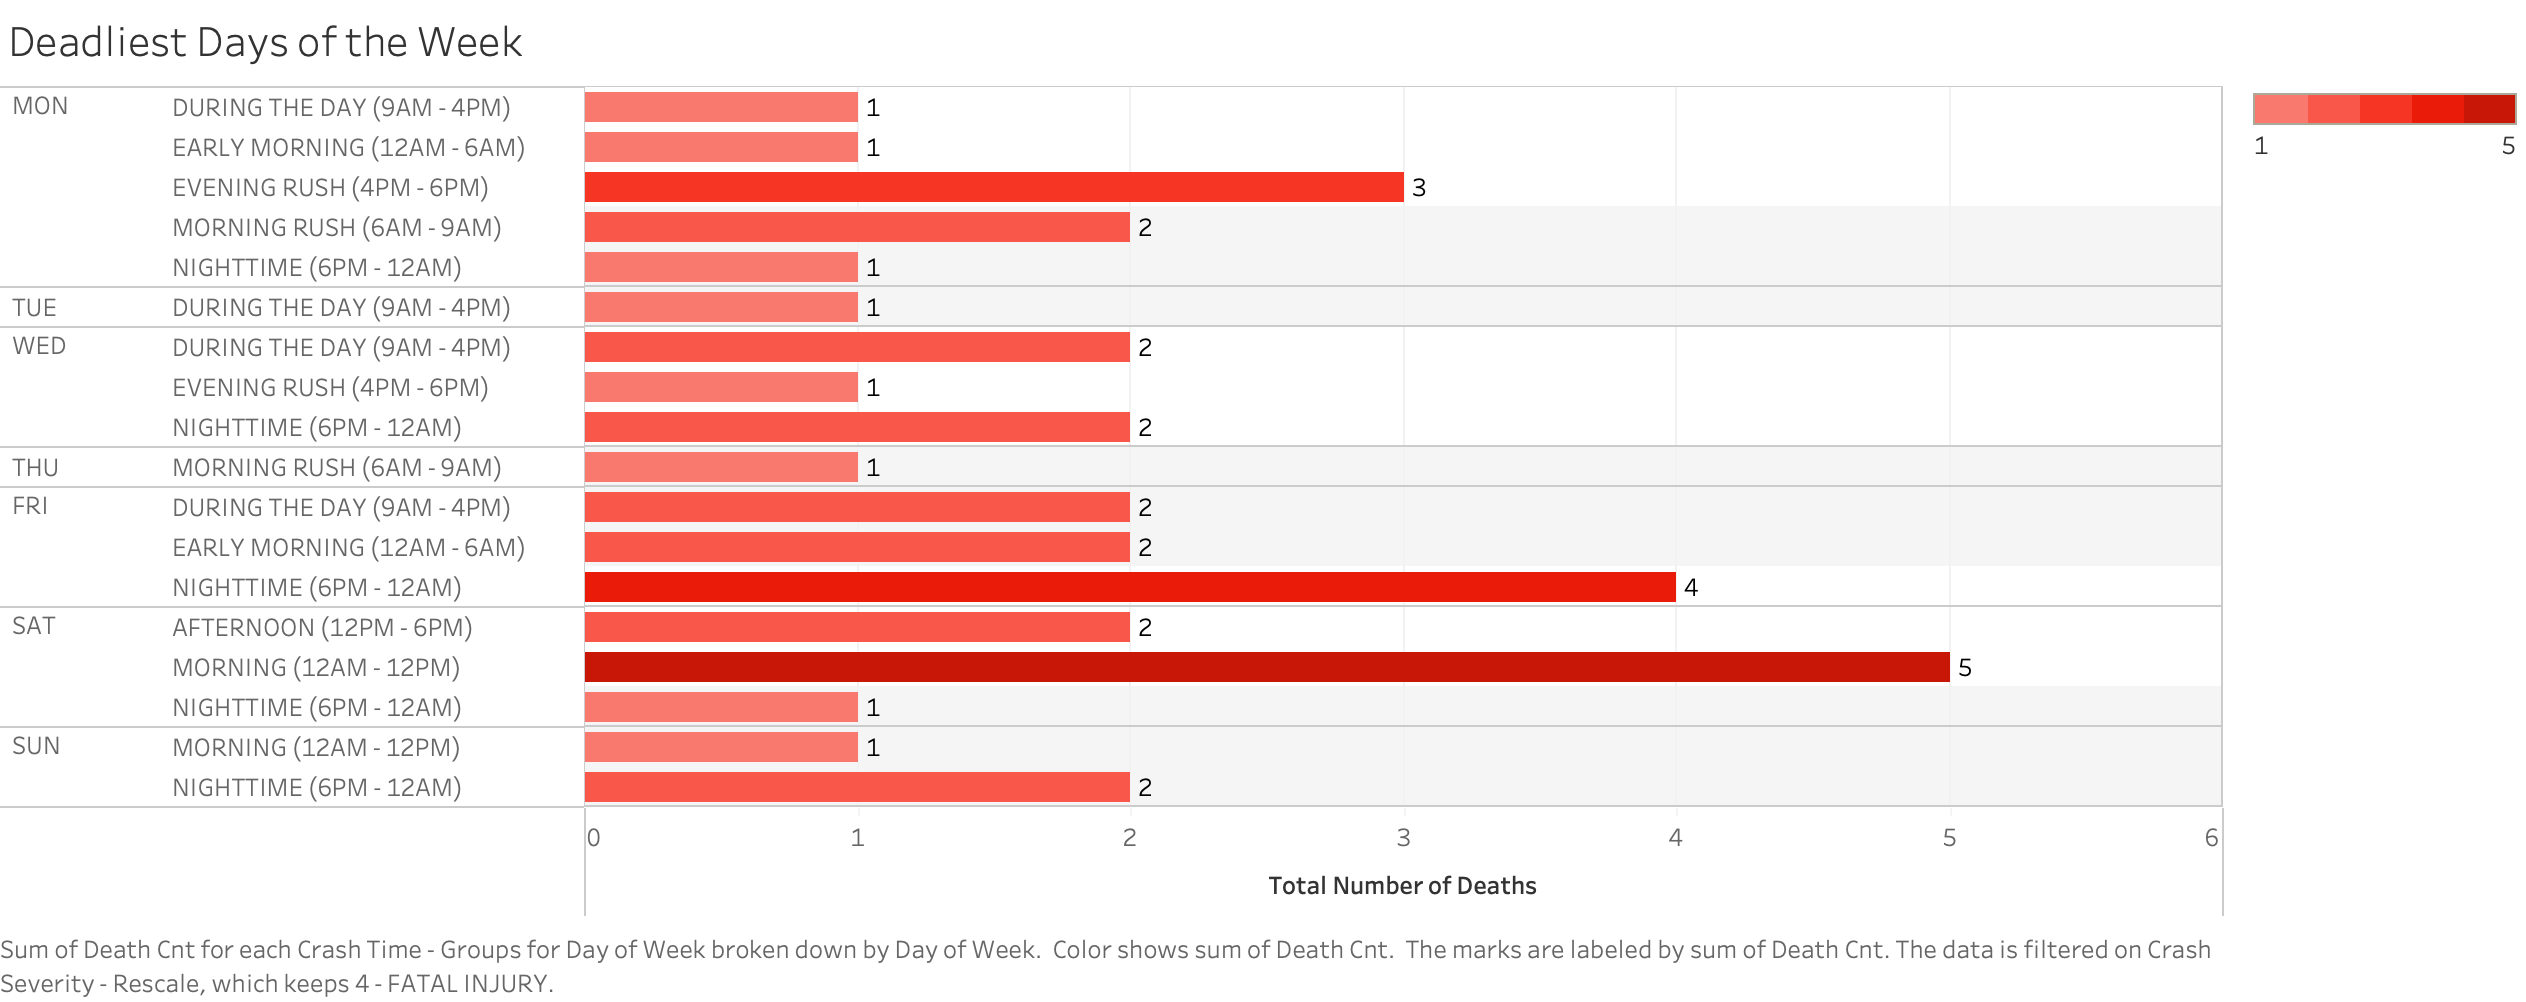 Deadliest Days of the Week
MON DURING THE DAY (9AM - 4PM) 1
EARLY MORNING (12AM - 6AM) 1
EVENING RUSH (4PM - 6PM) 3
MORNING RUSH (6AM - 9AM) 2
NIGHTTIME (6PM - 12AM) 1
TUE DURING THE DAY (9AM - 4PM) 1
WED DURING THE DAY (9AM - 4PM) 2
EVENING RUSH (4PM - 6PM) 1
NIGHTTIME (6PM - 12AM) 2
THU MORNING RUSH (6AM - 9AM) 1
FRI DURING THE DAY (9AM - 4PM) 2
EARLY MORNING (12AM - 6AM) 2
NIGHTTIME (6PM - 12AM) 4
SAT AFTERNOON (12PM - 6PM) 2
MORNING (12AM - 12PM) 5
NIGHTTIME (6PM - 12AM) 1
SUN MORNING (12AM - 12PM) 1
NIGHTTIME (6PM - 12AM) 2
0 1 2 3 4 5 6
Total Number of Deaths
1 5
Sum of Death Cnt for each Crash Time - Groups for Day of Week broken down by Day of Week.  Color shows sum of Death Cnt.  The marks are labeled by sum of Death Cnt. The data is filtered on Crash
Severity - Rescale, which keeps 4 - FATAL INJURY.